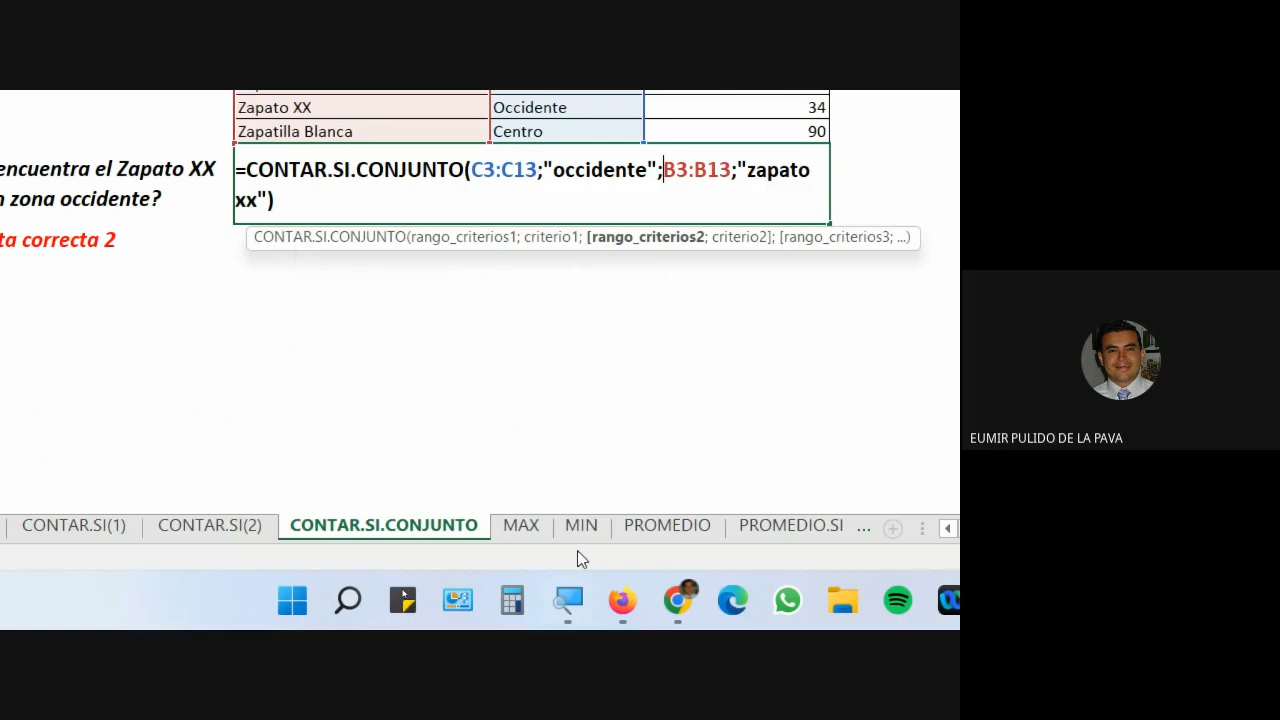 Zapato XX Occidente 34
Zapatilla Blanca Centro 90
encuentra el Zapato XX
zona occidente?
ta correcta 2
=CONTAR.SI.CONJUNTO(C3:C13;"occidente";B3:B13;"zapato
xx")
CONTAR.SI.CONJUNTO(rango_criterios1; criterio1; [rango_criterios2; criterio2]; [rango_criterios3; ...)
EUMIR PULIDO DE LA PAVA
CONTAR.SI(1) CONTAR.SI(2) CONTAR.SI.CONJUNTO MAX MIN PROMEDIO PROMEDIO.SI ...